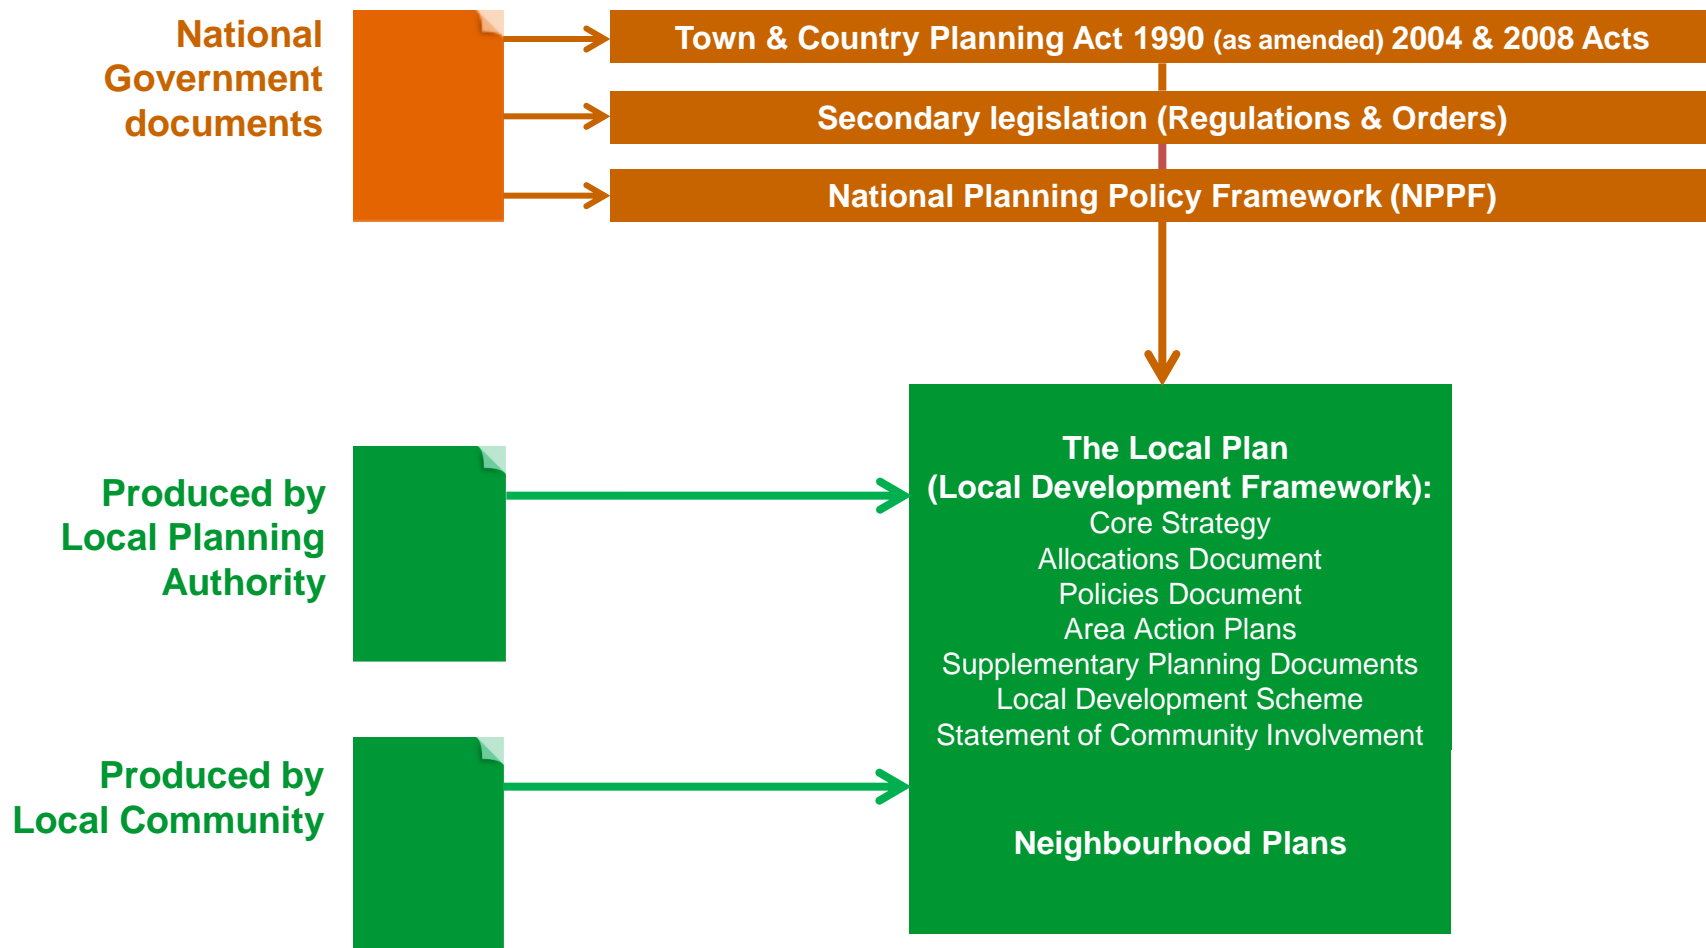 National
Government
documents
Town & Country Planning Act 1990 (as amended) 2004 & 2008 Acts
Secondary legislation (Regulations & Orders)
National Planning Policy Framework (NPPF)
Produced by
Local Planning
Authority
The Local Plan
(Local Development Framework):
Core Strategy
Allocations Document
Policies Document
Area Action Plans
Supplementary Planning Documents
Local Development Scheme
Statement of Community Involvement
Produced by
Local Community
Neighbourhood Plans